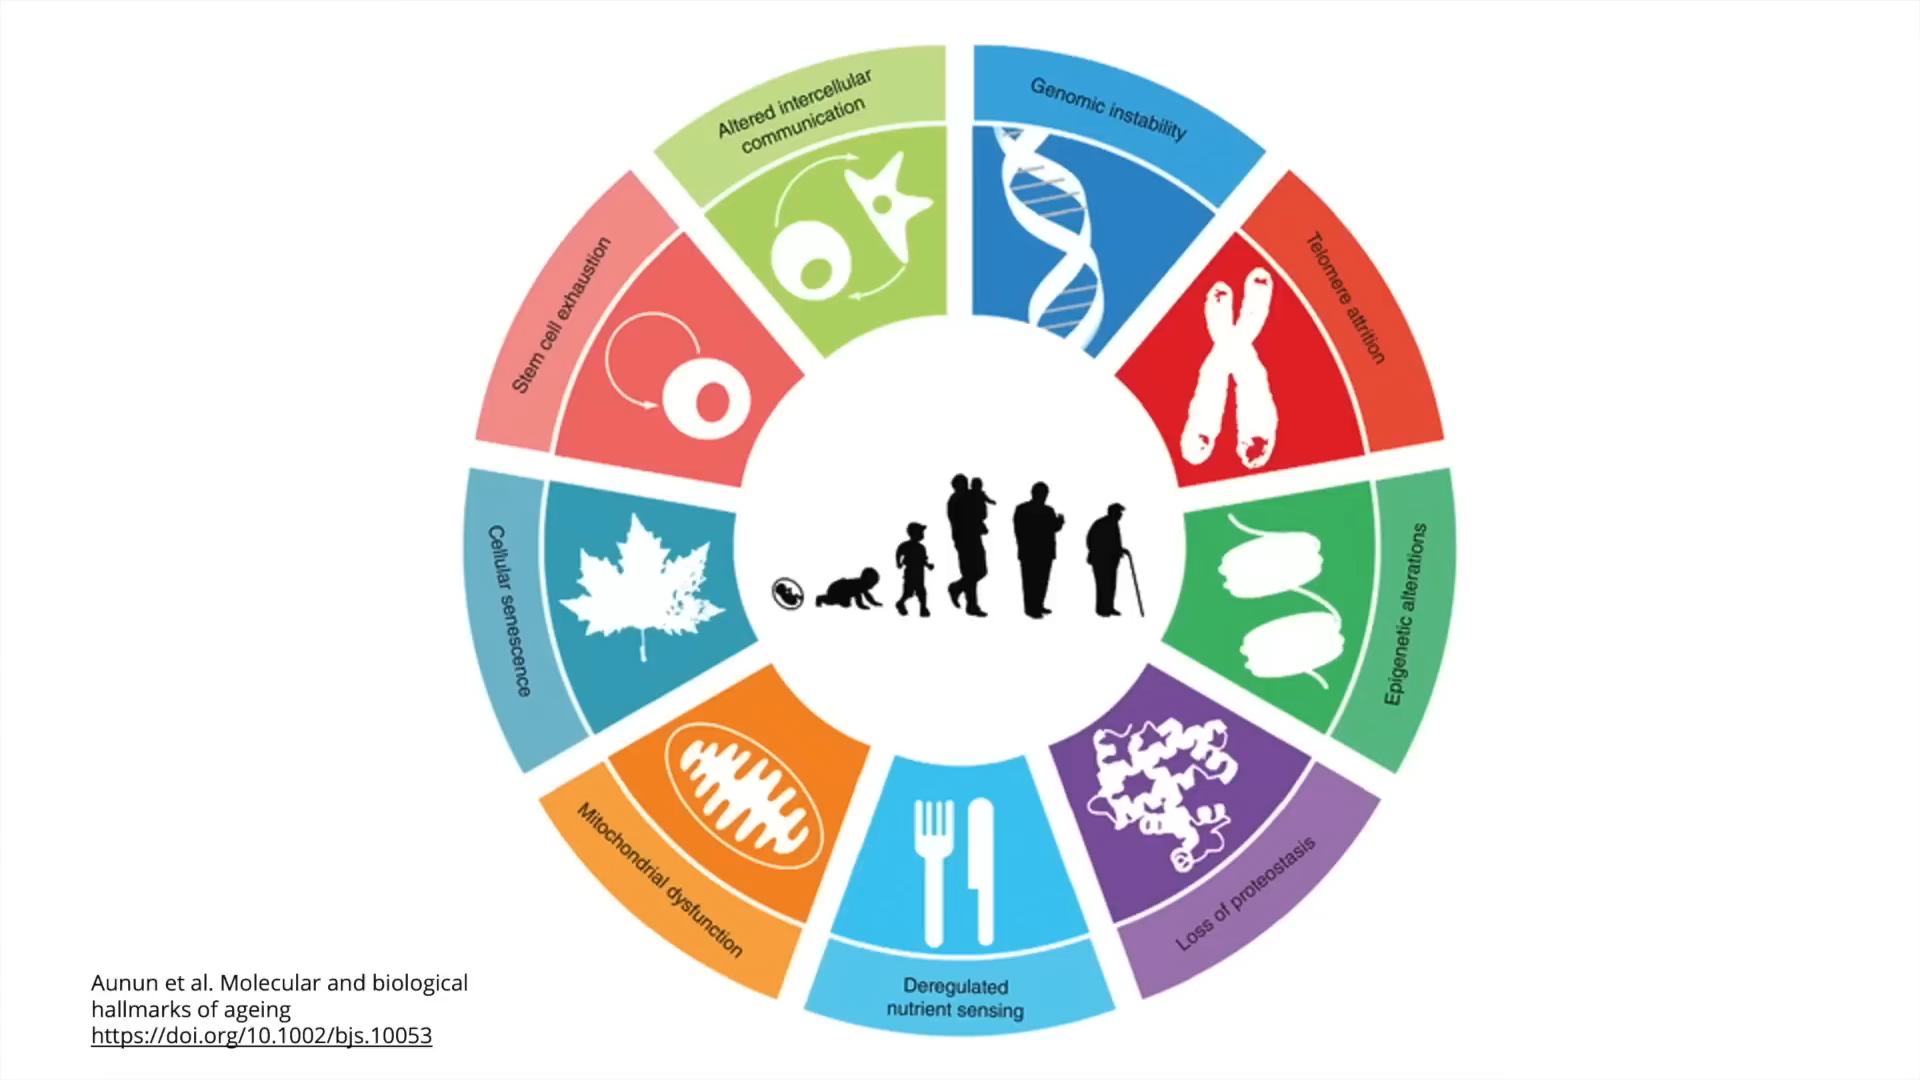 Altered intercellular
communication
Genomic instability
Telomere attrition
Epigenetic alterations
Loss of proteostasis
Deregulated
nutrient sensing
Mitochondrial dysfunction
Cellular senescence
Stem cell exhaustion
Aunun et al. Molecular and biological
hallmarks of ageing
https://doi.org/10.1002/bjs.10053